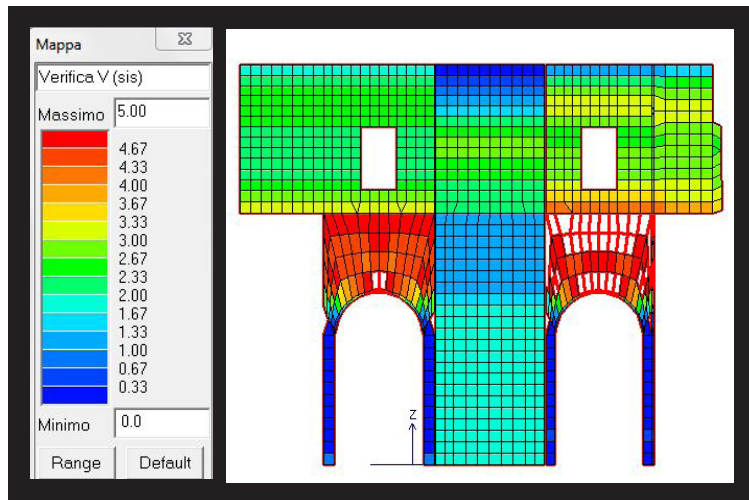 Mappa
Verifica V (sis)
Massimo 5.00
4.67
4.33
4.00
3.67
3.33
3.00
2.67
2.33
2.00
1.67
1.33
1.00
0.67
0.33
Minimo 0.0
Range Default
Z